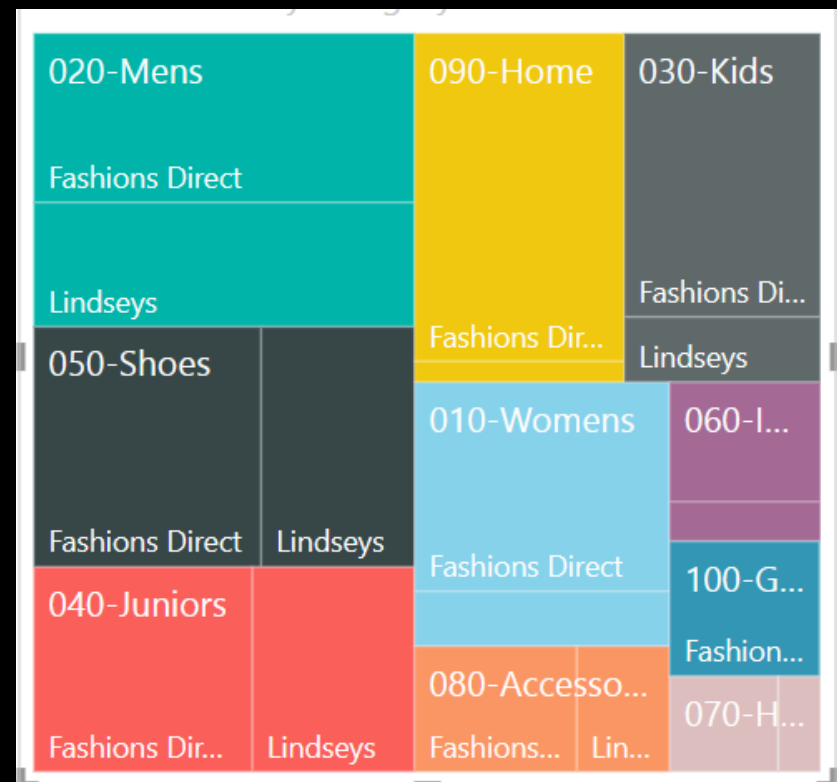 020-Mens
Fashions Direct
Lindseys
050-Shoes
Fashions Direct
Lindseys
040-Juniors
Fashions Dir...
Lindseys
090-Home
Fashions Dir...
030-Kids
Fashions Di...
Lindseys
010-Womens
Fashions Direct
060-I...
100-G...
Fashion...
080-Accesso...
Fashions...
Lin...
070-H...